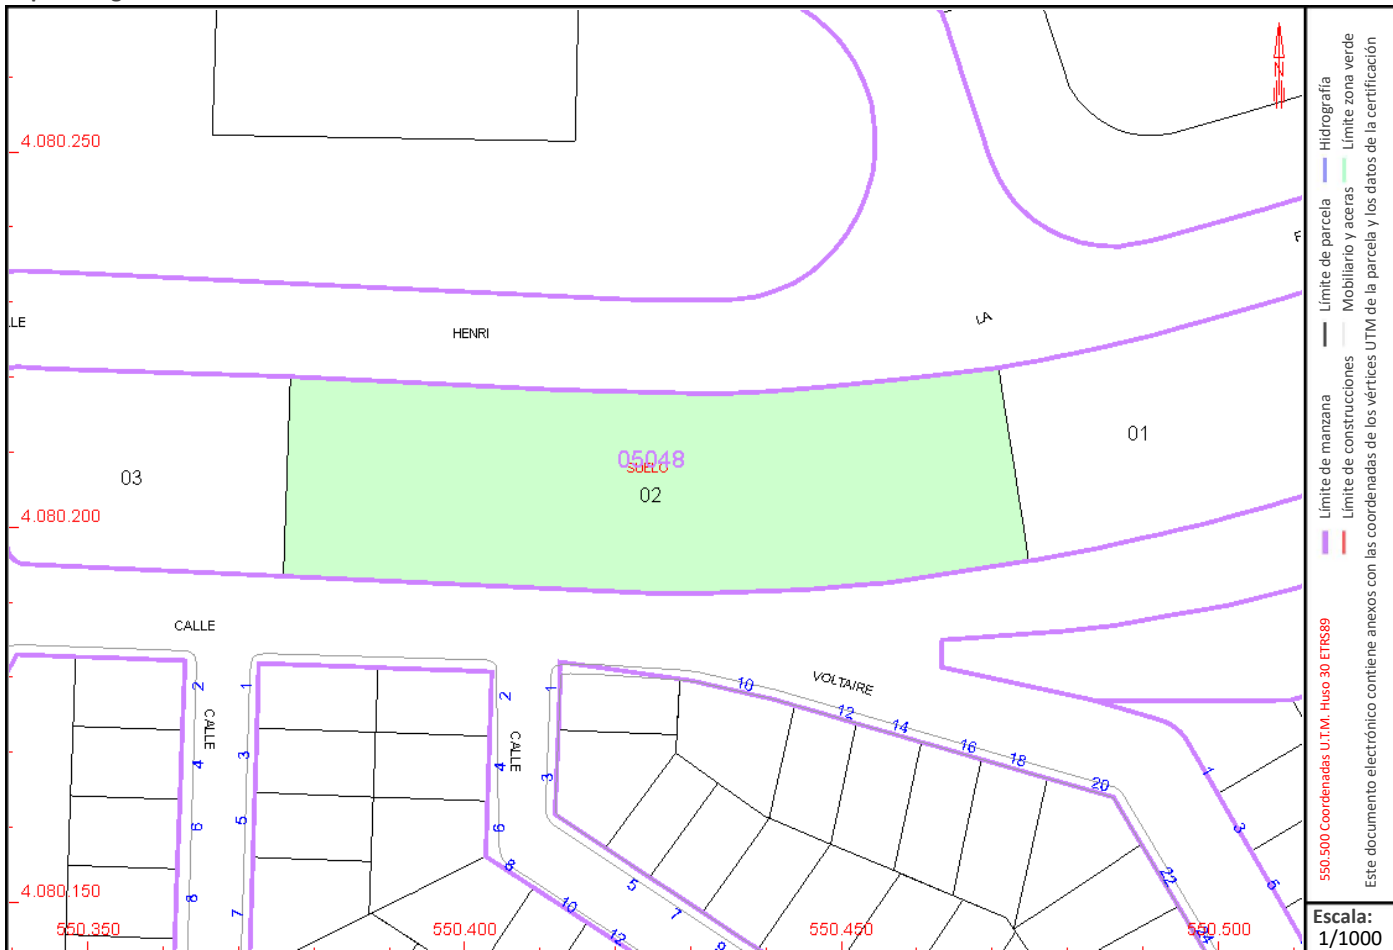 4.080.250
N
LE
HENRI
LA
03
05048
SUELO
02
01
4.080.200
CALLE
VOLTAIRE
2
1
2
1
10
12
14
16
18
20
CALLE
CALLE
4
3
4
3
1
6
5
6
3
8
7
8
10
12
5
7
9
22
24
5
4.080.150
550.350
550.400
550.450
550.500
Límite de manzana
Límite de parcela
Hidrografía
Límite de construcciones
Mobiliario y aceras
Límite zona verde
550.500 Coordenadas U.T.M. Huso 30 ETRS89
Este documento electrónico contiene anexos con las coordenadas de los vértices UTM de la parcela y los datos de la certificación
Escala:
1/1000